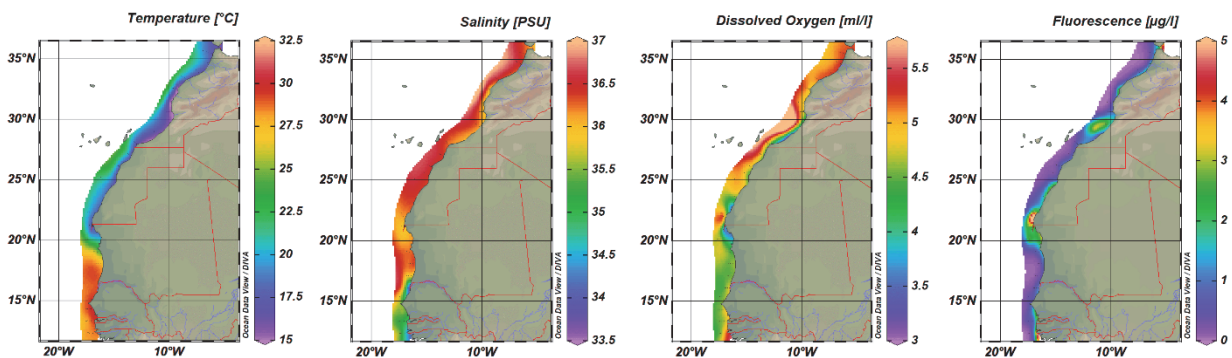 Temperature [°C]
35°N
30°N
25°N
20°N
15°N
20°W
10°W
32.5
30
27.5
25
22.5
20
17.5
15
Ocean Data View / DIVA
Salinity [PSU]
35°N
30°N
25°N
20°N
15°N
20°W
10°W
37
36.5
36
35.5
35
34.5
34
33.5
Ocean Data View / DIVA
Dissolved Oxygen [ml/l]
35°N
30°N
25°N
20°N
15°N
20°W
10°W
5.5
5
4.5
4
3.5
3
Ocean Data View / DIVA
Fluorescence [µg/l]
35°N
30°N
25°N
20°N
15°N
20°W
10°W
5
4
3
2
1
0
2
Ocean Data View / DIVA